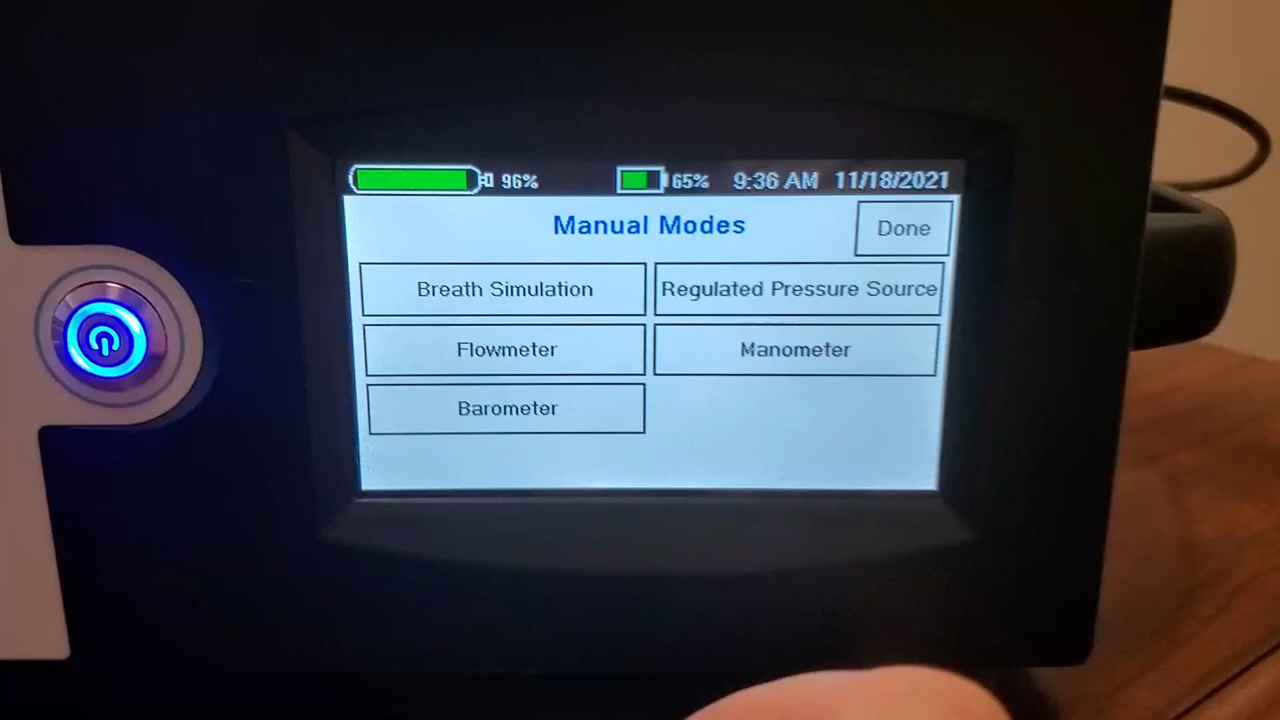 96% 65% 9:36 AM 11/18/2021
Manual Modes Done
Breath Simulation Regulated Pressure Source
Flowmeter Manometer
Barometer